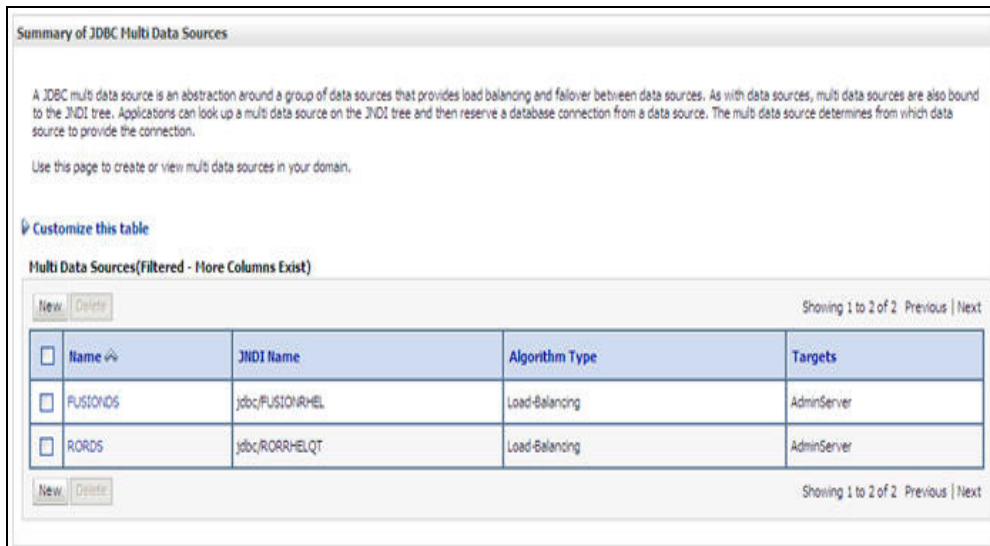 Summary of JDBC Multi Data Sources
A JDBC multi data source is an abstraction around a group of data sources that provides load balancing and failover between data sources. As with data sources, multi data sources are also bound
to the JNDI tree. Applications can look up a multi data source on the JNDI tree and then reserve a database connection from a data source. The multi data source determines from which data
source to provide the connection.
Use this page to create or view multi data sources in your domain.
Customize this table
Multi Data Sources(Filtered - More Columns Exist)
New Delete Showing 1 to 2 of 2 Previous | Next
Name JNDI Name Algorithm Type Targets
FUSIONDS jdbc/FUSIONRHEL Load-Balancing AdminServer
RORDS jdbc/RORRHELQT Load-Balancing AdminServer
New Delete Showing 1 to 2 of 2 Previous | Next